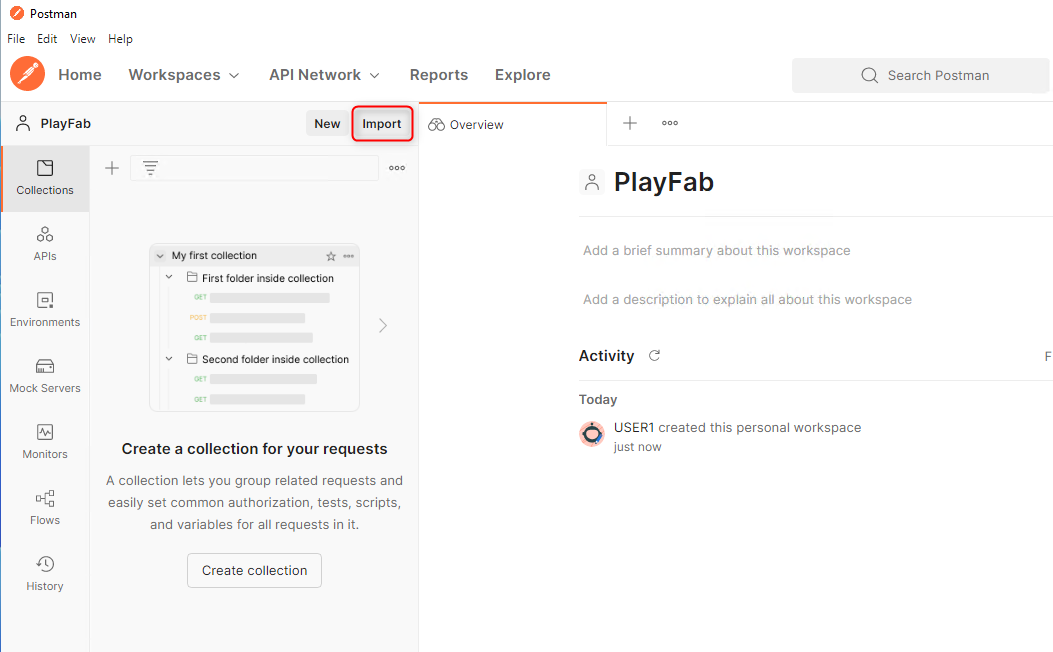 Postman
File Edit View Help
Home Workspaces API Network Reports Explore Search Postman
PlayFab New Import Overview
Collections
APIs
Environments
Mock Servers
Monitors
Flows
History
My first collection
First folder inside collection
GET
POST
GET
Second folder inside collection
GET
GET
Create a collection for your requests
A collection lets you group related requests and
easily set common authorization, tests, scripts,
and variables for all requests in it.
Create collection
PlayFab
Add a brief summary about this workspace
Add a description to explain all about this workspace
Activity F
Today
USER1 created this personal workspace
just now